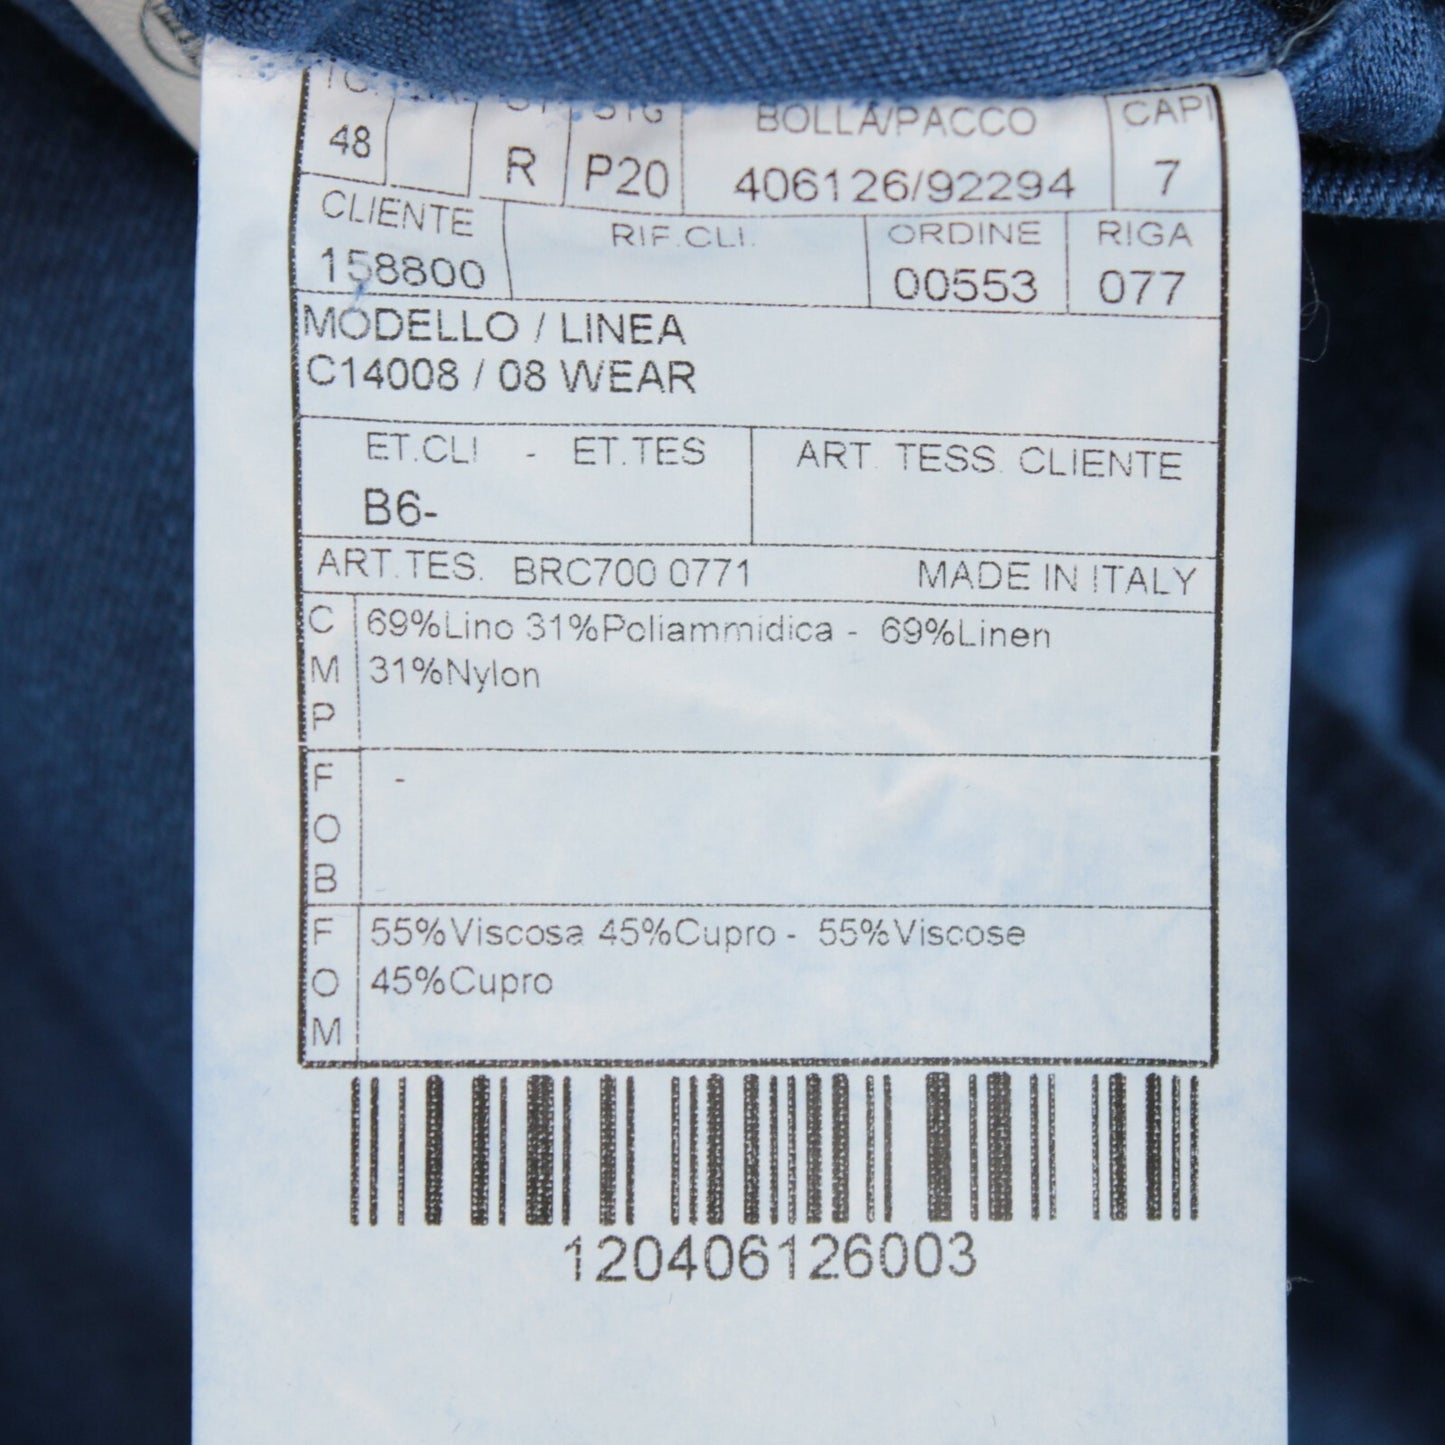 BOLLA/PACCO CAPI
48 R P20 406126/92294 7
CLIENTE RIF.CLI. ORDINE RIGA
158800 00553 077
MODELLO / LINEA
C14008 / 08 WEAR
ET.CLI - ET.TES ART. TESS. CLIENTE
B6-
ART.TES. BRC700 0771 MADE IN ITALY
C 69%Lino 31%Poliammidica - 69%Linen
M 31%Nylon
P
F -
O
B
F 55%Viscosa 45%Cupro - 55%Viscose
O 45%Cupro
M
120406126003